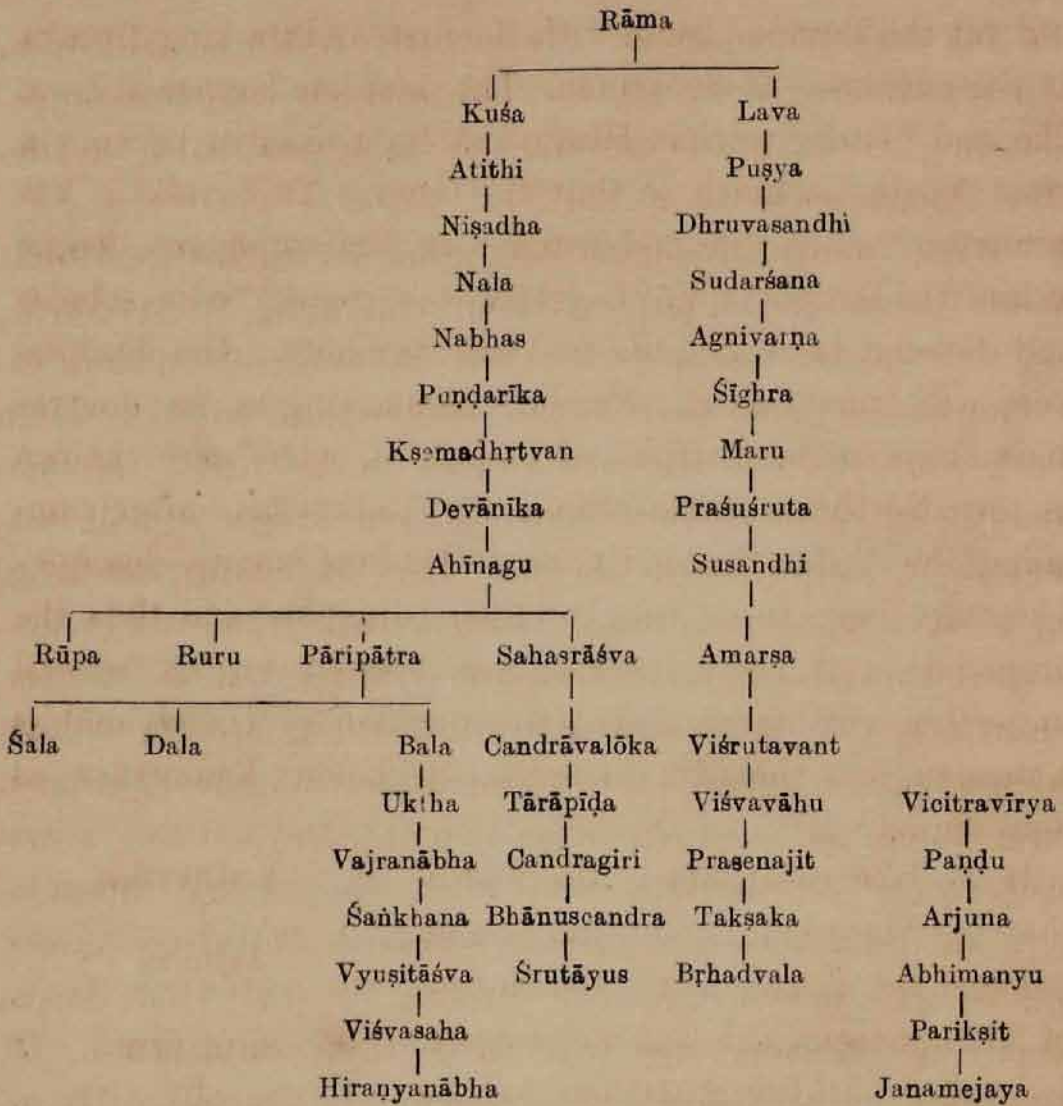 Rāma
Kuśa Lava
Atithi Puṣya
Niṣadha Dhruvasandhi
Nala Sudarśana
Nabhas Agnivarṇa
Puṇḍarīka Śīghra
Kṣemadhṛtvan Maru
Devānīka Praśuśruta
Ahīnagu Susandhi
Rūpa Ruru Pāripātra Sahasrāśva Amarṣa
Śala Dala Bala Candrāvalōka Viśrutavant
Uktha Tārāpīḍa Viśvavāhu Vicitravīrya
Vajranābha Candragiri Prasenajit Paṇḍu
Śaṅkhana Bhānuscandra Takṣaka Arjuna
Vyuṣitāśva Śrutāyus Bṛhadvala Abhimanyu
Viśvasaha Parikṣit
Hiraṇyanābha Janamejaya